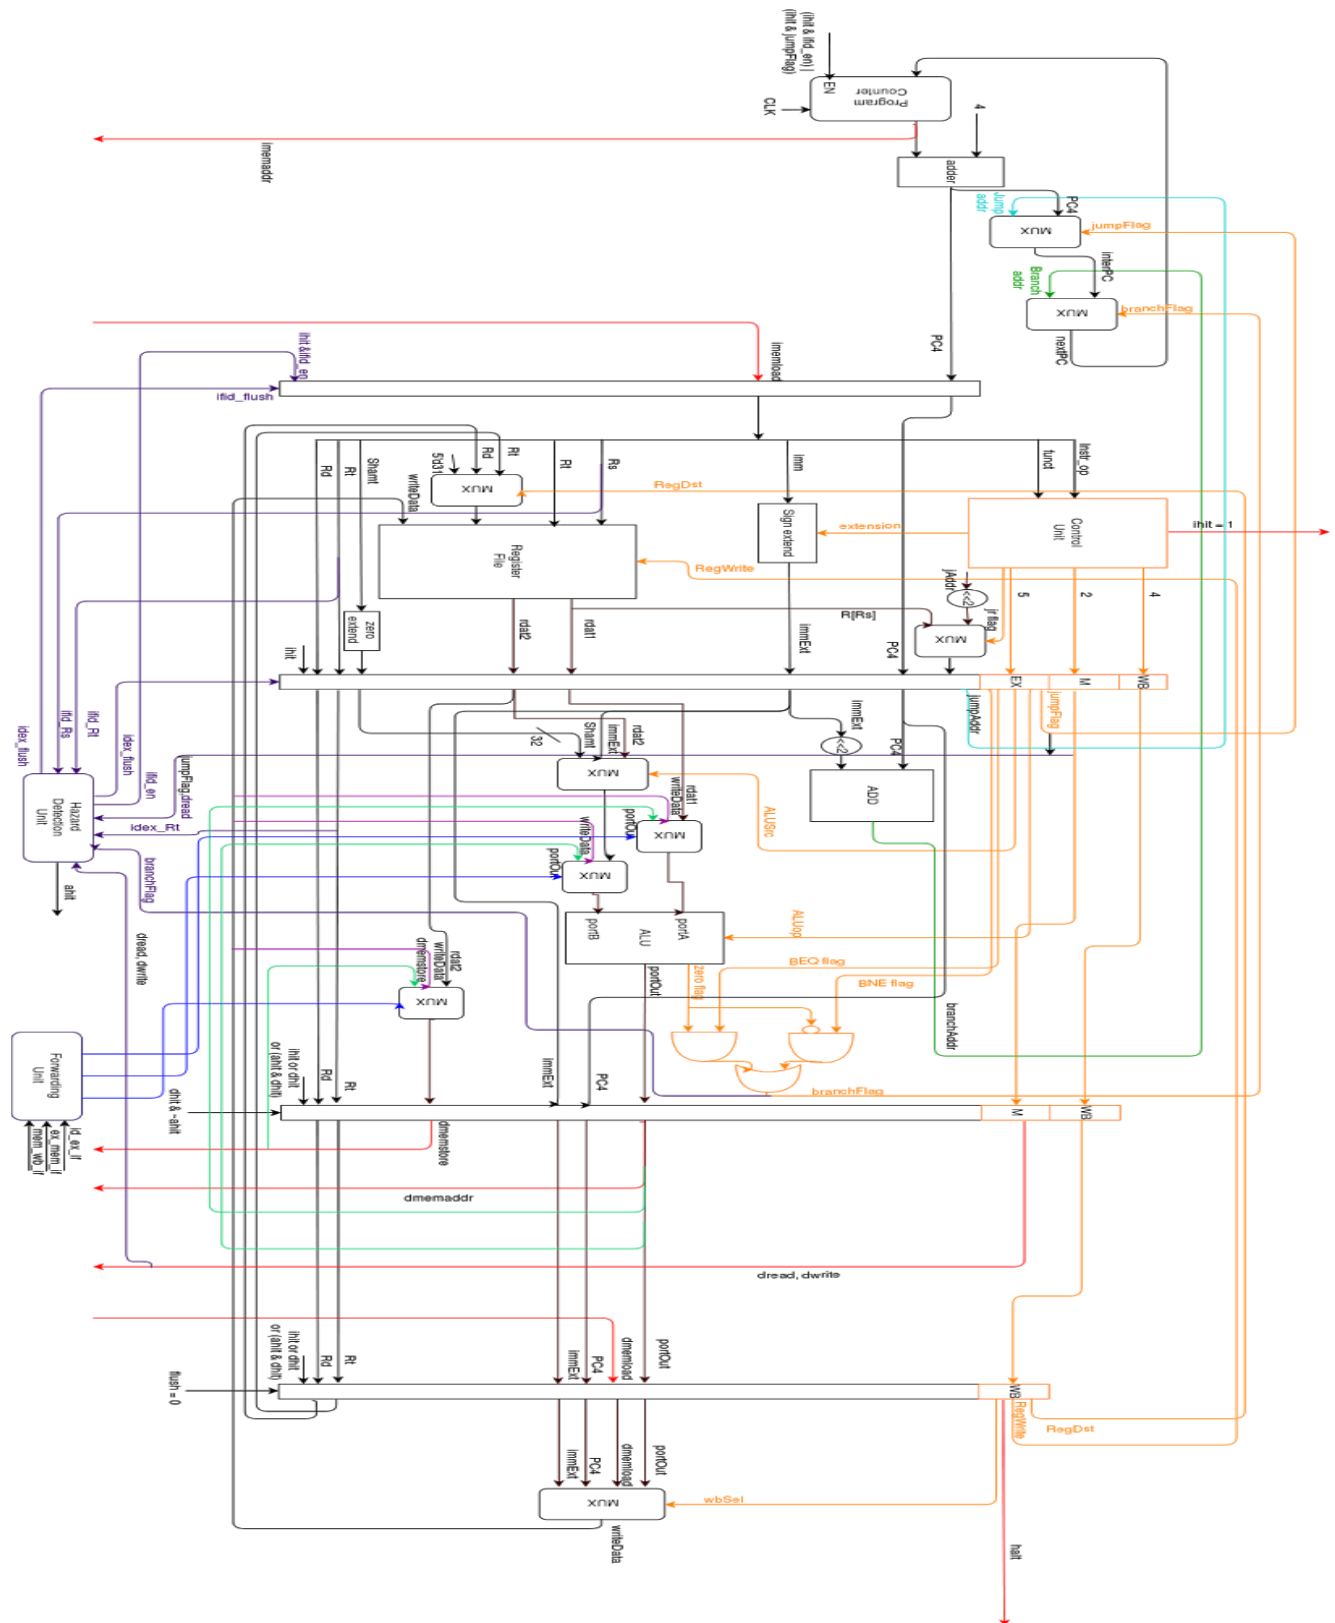 (ihit & ifid_en) |
(ihit & jumpFlag)
EN
Program
Counter
CLK
4
imemaddr
adder
PC4
Jump
addr
MUX
jumpFlag
interPC
Branch
addr
MUX
branchFlag
nextPC
PC4
imemload
ihit &ifid_en
ifid_flush
Instr_op
funct
imm
Rs
Rt
Rt
Rd
5'd31
MUX
writeData
Shamt
Rt
Rd
RegDst
Sign extend
extension
Control
Unit
ihit = 1
Register
File
RegWrite
jAddr
<<2
jr flag
MUX
R[Rs]
5
2
4
zero
extend
ihit
rdat2
rdat1
immExt
PC4
EX
M
WB
jumpAddr
jumpFlag
idex_flush
ifid_Rs
ifid_Rt
idex_flush
ifid_en
jumpFlag,dread
idex_Rt
Hazard
Detection
Unit
ahit
branchFlag
dread, dwrite
32
Shamt
immExt
rdat2
MUX
immExt
<<2
PC4
ADD
rdat1
writeData
portOut
MUX
writeData
portOut
MUX
ALUSrc
portA
portB
ALU
ALUop
portOut
zero flag
BEQ flag
BNE flag
branchAddr
rdat2
writeData
dmemstore
MUX
Forwarding
Unit
id_ex_if
ex_mem_if
mem_wb_if
ihit or dhit
or (ahit & dhit)
Rd
Rt
immExt
PC4
branchFlag
dhit & ~ahit
M
WB
dmemstore
dmemaddr
dread, dwrite
ihit or dhit
or (ahit & dhit)
Rd
Rt
immExt
PC4
dmemload
portOut
flush = 0
WB
RegWrite
RegDst
immExt
PC4
dmemload
portOut
MUX
wbSel
writeData
halt